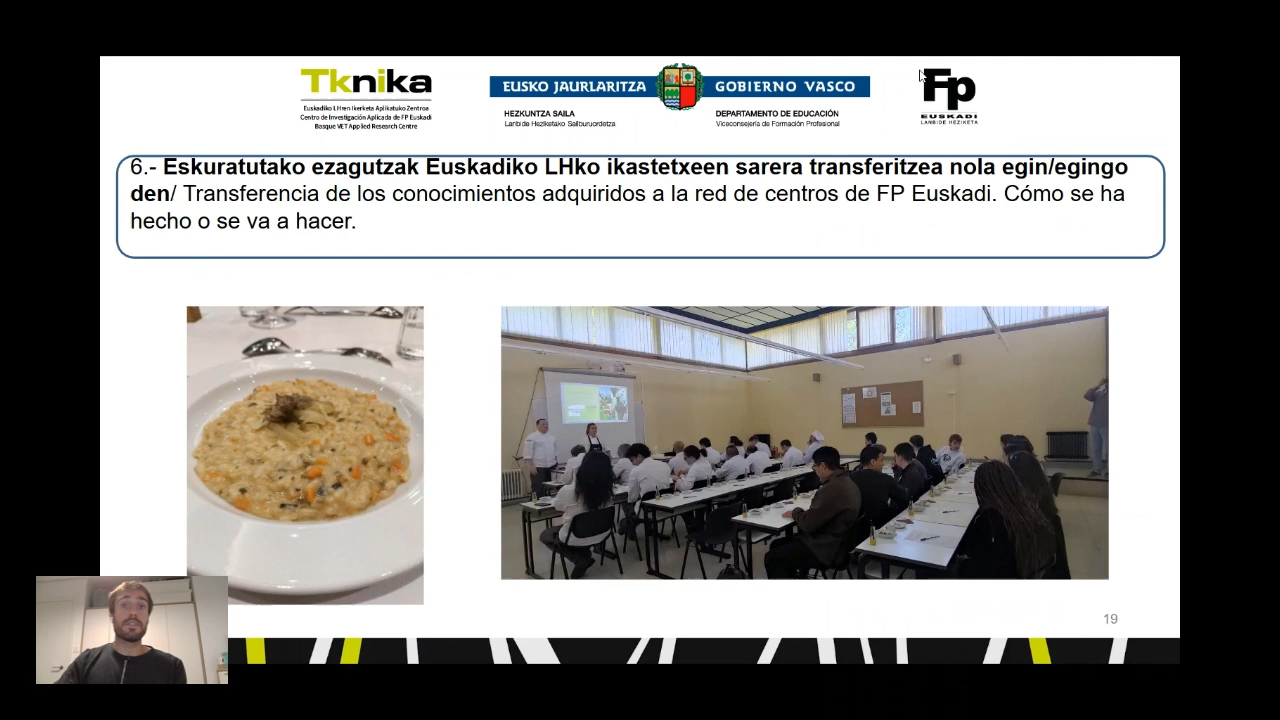 Tknika
Euskadiko LHren Ikerketa Aplikatuko Zentroa
Centro de Investigación Aplicada de FP Euskadi
Basque VET Applied Research Centre
EUSKO JAURLARITZA
GOBIERNO VASCO
HEZKUNTZA SAILA
Lanbide Heziketako Sailburuordetza
DEPARTAMENTO DE EDUCACIÓN
Viceconsejería de Formación Profesional
Fp
EUSKADI
LANBIDE HEZIKETA
6.- Eskuratutako ezagutzak Euskadiko LHko ikastetxeen sarera transferitzea nola egin/egingo
den/ Transferencia de los conocimientos adquiridos a la red de centros de FP Euskadi. Cómo se ha
hecho o se va a hacer.
19